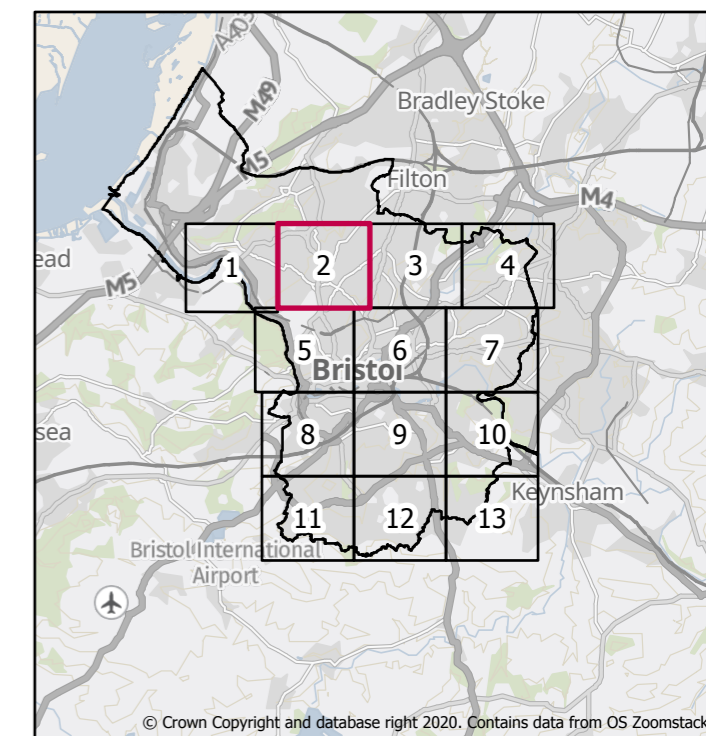 A403
M49
Bradley Stoke
M5
Filton
M4
ead
1
2
3
4
M5
5
6
7
Bristol
sea
8
9
10
Keynsham
11
12
13
Bristol International
Airport
© Crown Copyright and database right 2020. Contains data from OS Zoomstack